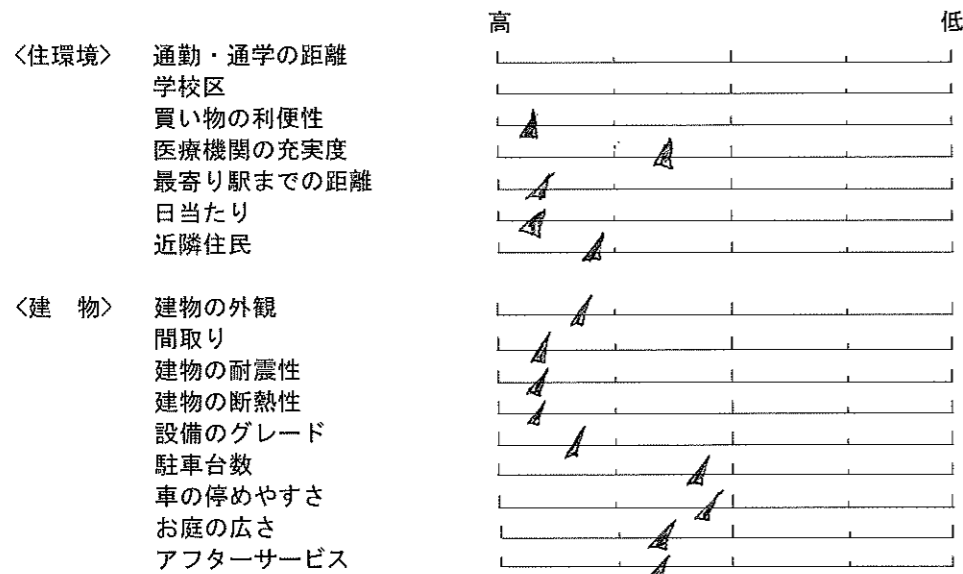 高 低
〈住環境〉 通勤・通学の距離
学校区
買い物の利便性
医療機関の充実度
最寄り駅までの距離
日当たり
近隣住民
〈建 物〉 建物の外観
間取り
建物の耐震性
建物の断熱性
設備のグレード
駐車台数
車の停めやすさ
お庭の広さ
アフターサービス